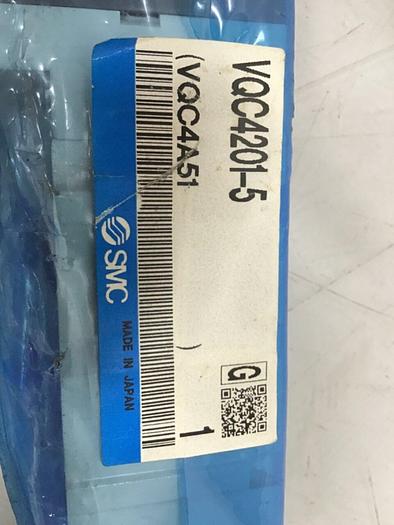 VQC4201-5
(VQC4A51 )
G
1
SMC
MADE IN JAPAN